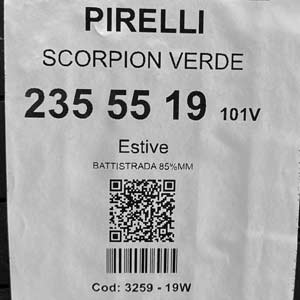 PIRELLI
SCORPION VERDE
235 55 19 101V
Estive
BATTISTRADA 85%MM
Cod: 3259 - 19W